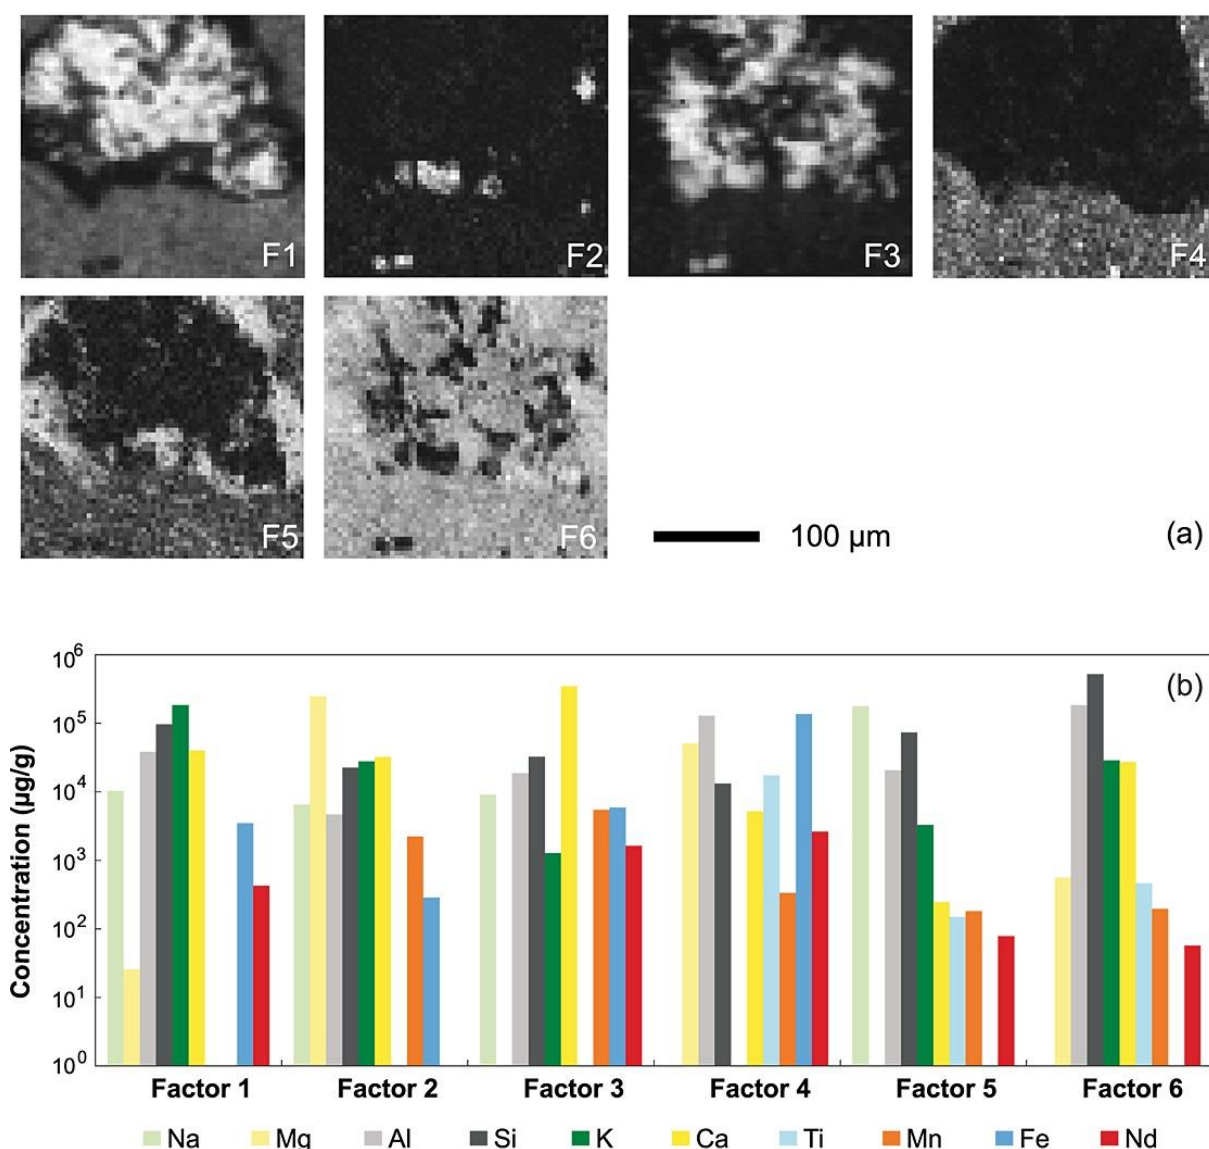 F1 F2 F3 F4
F5 F6 100 µm (a)
(b)
Concentration (µg/g)
10⁶
10⁵
10⁴
10³
10²
10¹
10⁰
Factor 1 Factor 2 Factor 3 Factor 4 Factor 5 Factor 6
Na Mg Al Si K Ca Ti Mn Fe Nd